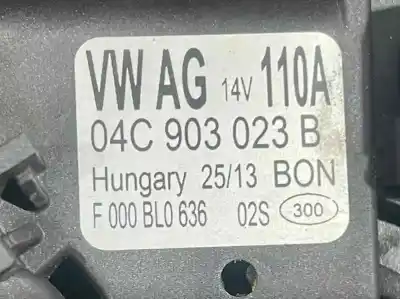 VW AG 14V 110A
04C 903 023 B
Hungary 25/13 BON
F 000 BL0 636 02S 300